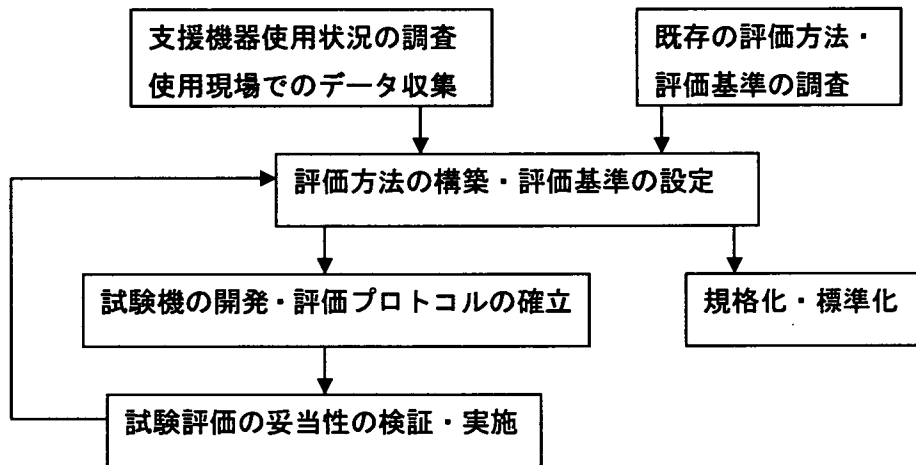 支援機器使用状況の調査
使用現場でのデータ収集
既存の評価方法・
評価基準の調査
評価方法の構築・評価基準の設定
試験機の開発・評価プロトコルの確立
規格化・標準化
試験評価の妥当性の検証・実施